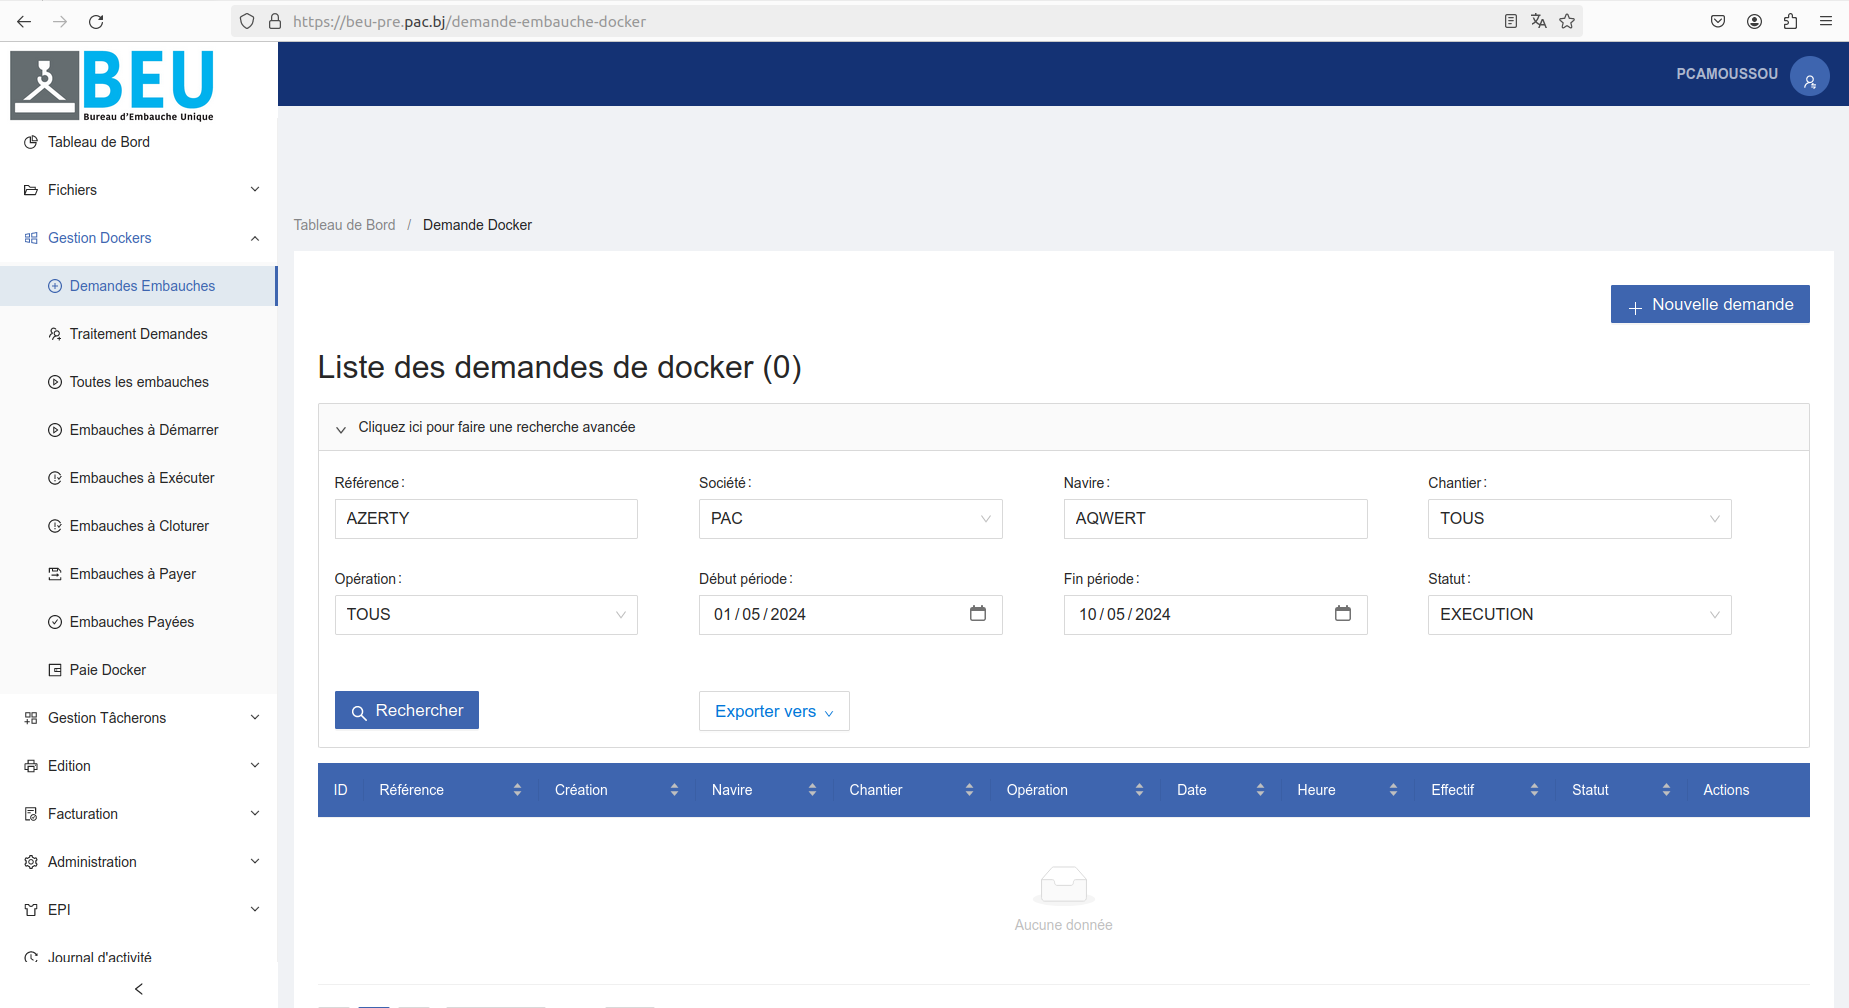 https://beu-pre.pac.bj/demande-embauche-docker
BEU
Bureau d'Embauche Unique
PCAMOUSSOU
Tableau de Bord
Fichiers
Gestion Dockers
Demandes Embauches
Traitement Demandes
Toutes les embauches
Embauches à Démarrer
Embauches à Exécuter
Embauches à Cloturer
Embauches à Payer
Embauches Payées
Paie Docker
Gestion Tâcherons
Edition
Facturation
Administration
EPI
Journal d'activité
Tableau de Bord / Demande Docker
Nouvelle demande
Liste des demandes de docker (0)
Cliquez ici pour faire une recherche avancée
Référence: Société: Navire: Chantier:
AZERTY PAC AQWERT TOUS
Opération: Début période: Fin période: Statut:
TOUS 01/05/2024 10/05/2024 EXECUTION
Rechercher Exporter vers
ID Référence Création Navire Chantier Opération Date Heure Effectif Statut Actions
Aucune donnée